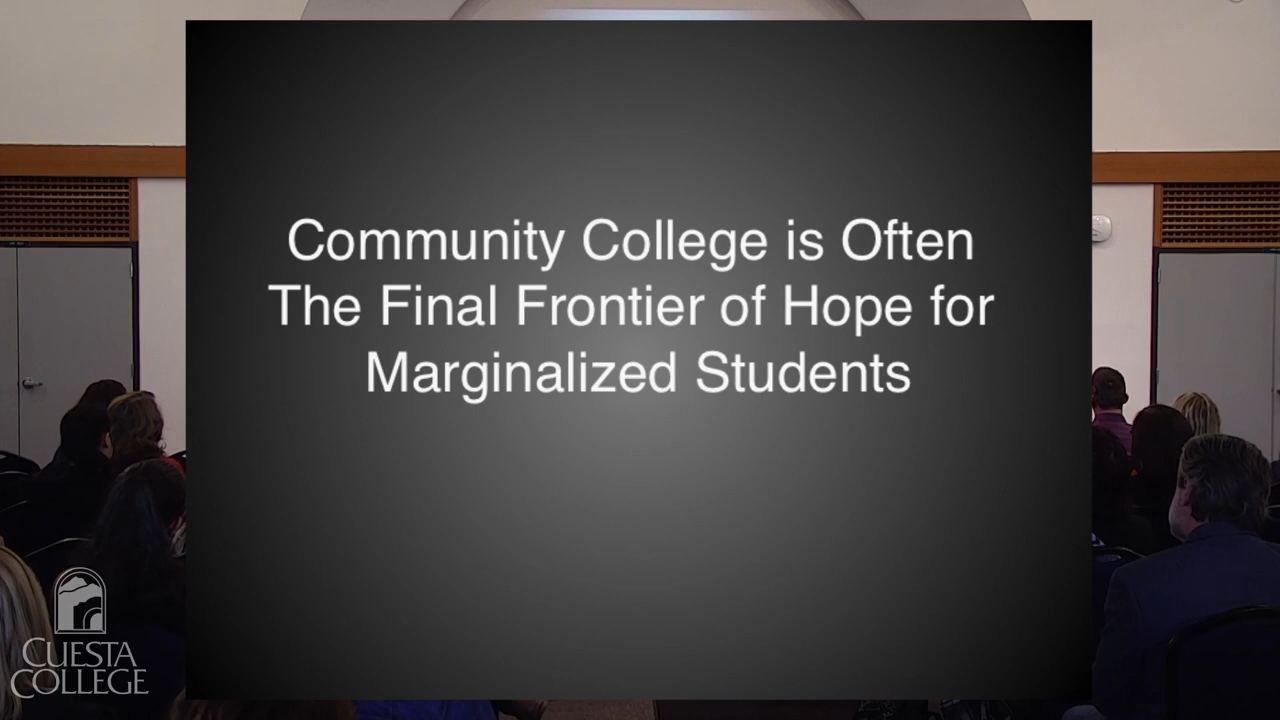 Community College is Often
The Final Frontier of Hope for
Marginalized Students
CUESTA
COLLEGE